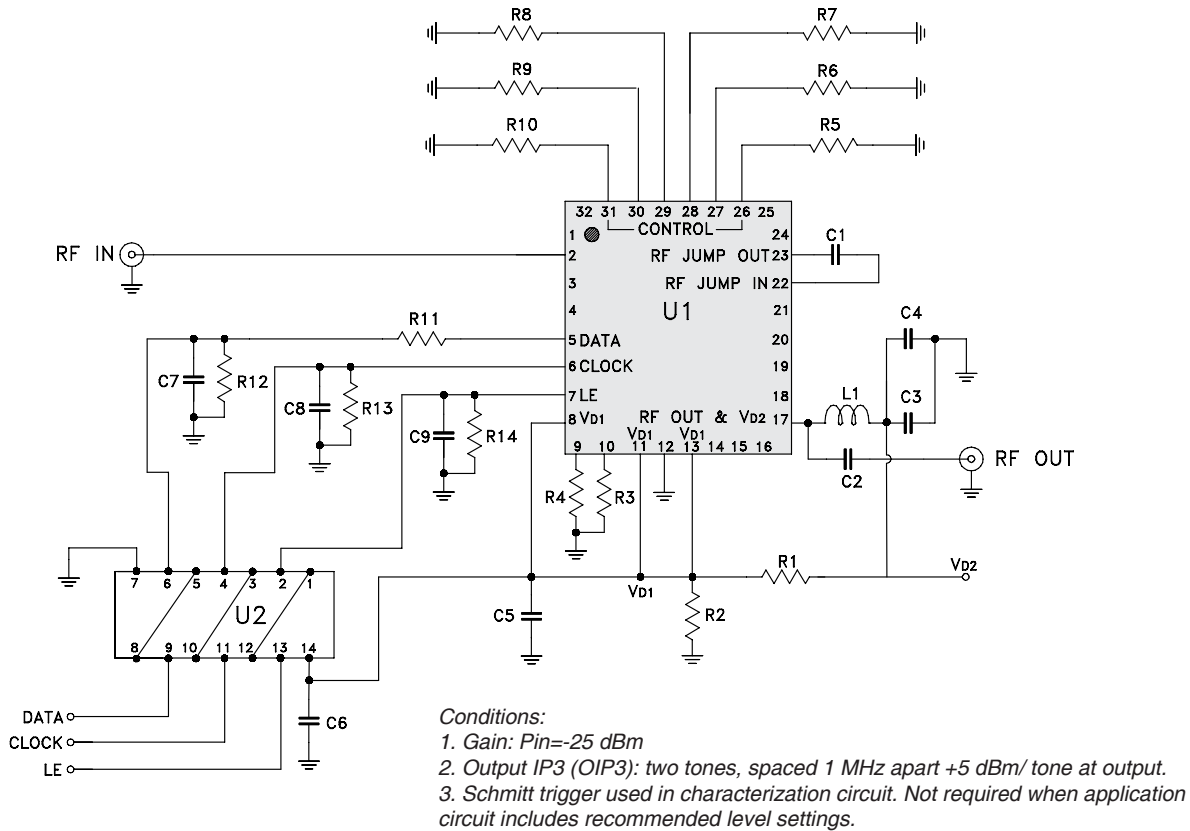 R8
R7
R9
R6
R10
R5
32 31 30 29 28 27 26 25
CONTROL
1
24
C1
RF IN
2
RF JUMP OUT 23
3
RF JUMP IN 22
U1
4
21
C4
R11
5 DATA
20
6 CLOCK
19
C7
R12
L1
C3
C8
R13
7 LE
18
8 VD1
RF OUT & VD2 17
C9
R14
VD1
VD1
9 10 11 12 13 14 15 16
C2
RF OUT
R4
R3
R1
VD2
7 6 5 4 3 2 1
VD1
U2
C5
R2
8 9 10 11 12 13 14
DATA
C6
CLOCK
LE
Conditions:
1. Gain: Pin=-25 dBm
2. Output IP3 (OIP3): two tones, spaced 1 MHz apart +5 dBm/ tone at output.
3. Schmitt trigger used in characterization circuit. Not required when application
circuit includes recommended level settings.